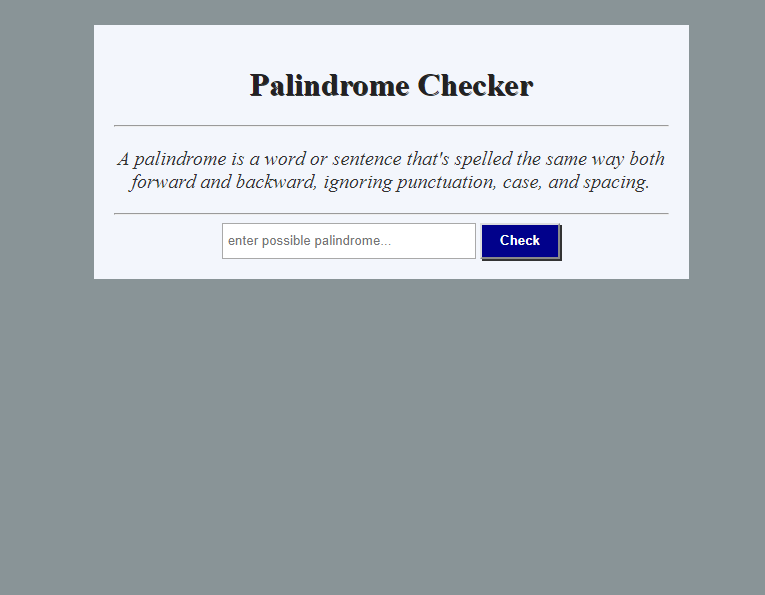 Palindrome Checker
A palindrome is a word or sentence that's spelled the same way both
forward and backward, ignoring punctuation, case, and spacing.
enter possible palindrome...
Check